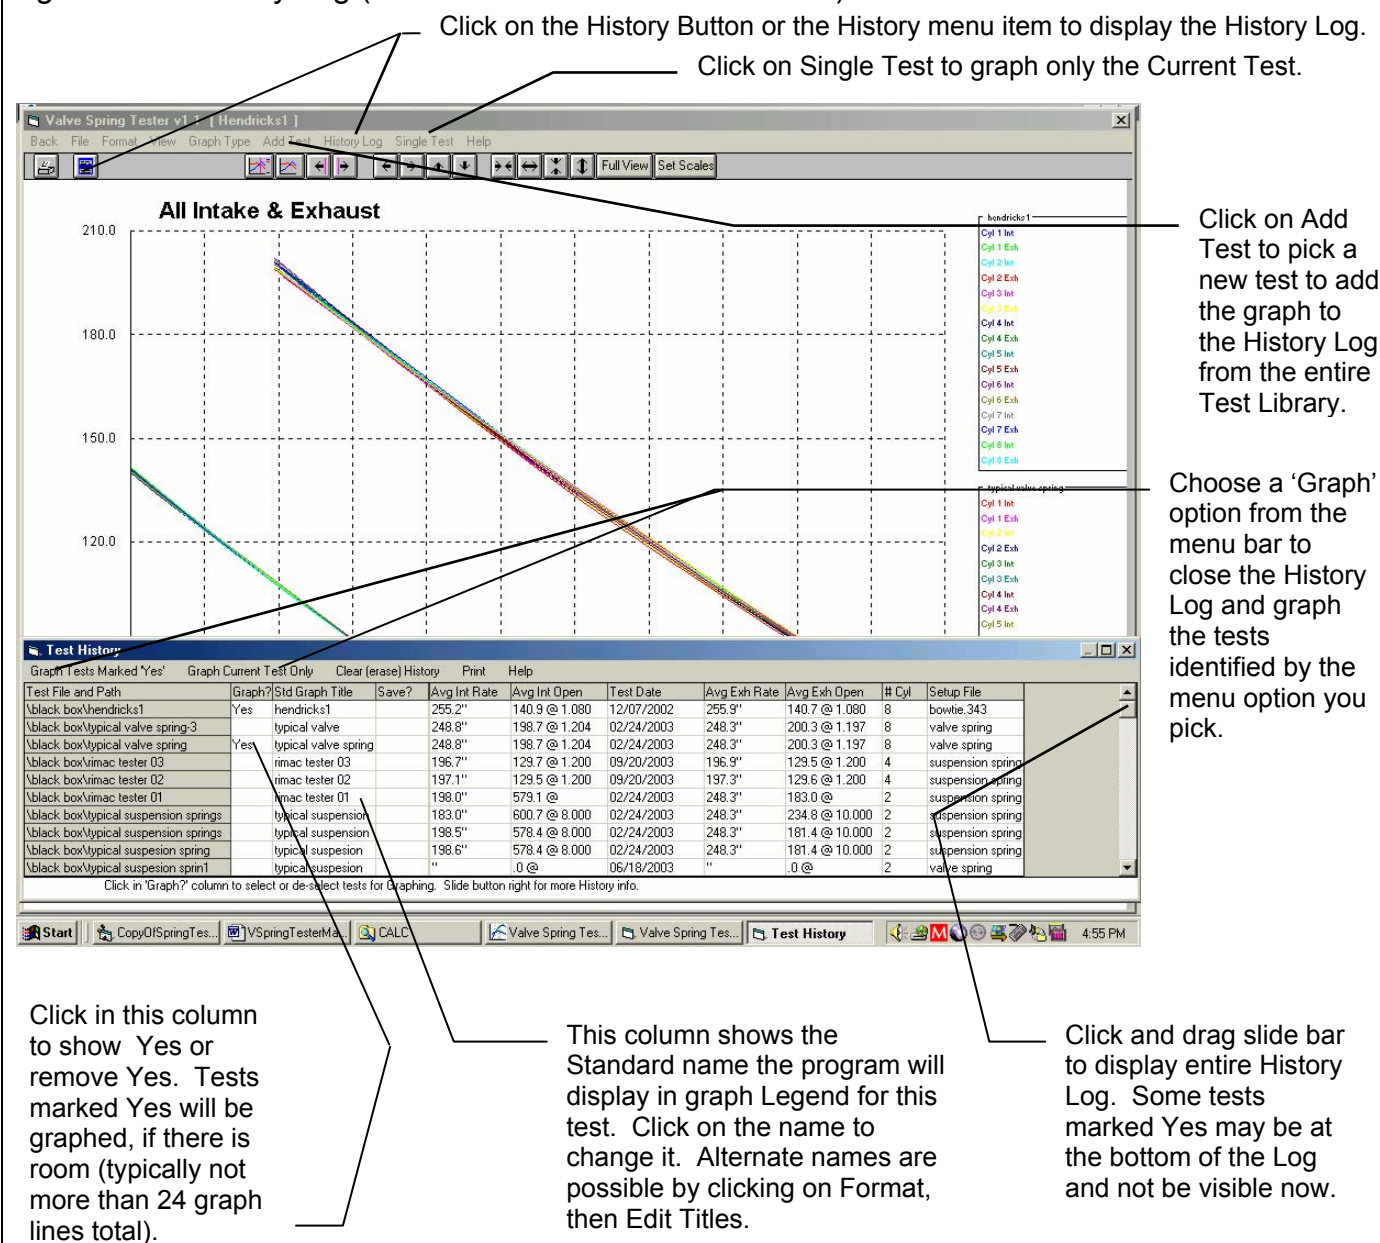 Click on the History Button or the History menu item to display the History Log.
Click on Single Test to graph only the Current Test.
Valve Spring Tester v1.1 [ Hendricks1 ]
Back File Format View Graph Type Add Test History Log Single Test Help
Full View Set Scales
All Intake & Exhaust
210.0
180.0
150.0
120.0
hendricks1
Cyl 1 Int
Cyl 1 Exh
Cyl 2 Int
Cyl 2 Exh
Cyl 3 Int
Cyl 3 Exh
Cyl 4 Int
Cyl 4 Exh
Cyl 5 Int
Cyl 5 Exh
Cyl 6 Int
Cyl 6 Exh
Cyl 7 Int
Cyl 7 Exh
Cyl 8 Int
Cyl 8 Exh
typical valve spring
Cyl 1 Int
Cyl 1 Exh
Cyl 2 Int
Cyl 2 Exh
Cyl 3 Int
Cyl 3 Exh
Cyl 4 Int
Cyl 4 Exh
Cyl 5 Int
Click on Add
Test to pick a
new test to add
the graph to
the History Log
from the entire
Test Library.
Choose a ‘Graph’
option from the
menu bar to
close the History
Log and graph
the tests
identified by the
menu option you
pick.
Test History
Graph Tests Marked 'Yes' Graph Current Test Only Clear (erase) History Print Help
Test File and Path Graph? Std Graph Title Save? Avg Int Rate Avg Int Open Test Date Avg Exh Rate Avg Exh Open # Cyl Setup File
\black box\hendricks1 Yes hendricks1 255.2" 140.9 @ 1.080 12/07/2002 255.9" 140.7 @ 1.080 8 bowtie.343
\black box\typical valve spring-3 typical valve 248.8" 198.7 @ 1.204 02/24/2003 248.3" 200.3 @ 1.197 8 valve spring
\black box\typical valve spring Yes typical valve spring 248.8" 198.7 @ 1.204 02/24/2003 248.3" 200.3 @ 1.197 8 valve spring
\black box\rimac tester 03 rimac tester 03 196.7" 129.7 @ 1.200 09/20/2003 196.9" 129.5 @ 1.200 4 suspension spring
\black box\rimac tester 02 rimac tester 02 197.1" 129.5 @ 1.200 09/20/2003 197.3" 129.6 @ 1.200 4 suspension spring
\black box\rimac tester 01 rimac tester 01 198.0" 579.1 @ 02/24/2003 248.3" 183.0 @ 2 suspension spring
\black box\typical suspension springs typical suspension 183.0" 600.7 @ 8.000 02/24/2003 248.3" 234.8 @ 10.000 2 suspension spring
\black box\typical suspension springs typical suspension 198.5" 578.4 @ 8.000 02/24/2003 248.3" 181.4 @ 10.000 2 suspension spring
\black box\typical suspesion spring typical suspesion 198.6" 578.4 @ 8.000 02/24/2003 248.3" 181.4 @ 10.000 2 suspension spring
\black box\typical suspesion sprin1 typical suspesion " .0 @ 06/18/2003 " .0 @ 2 valve spring
Click in 'Graph?' column to select or de-select tests for Graphing. Slide button right for more History info.
Start CopyOfSpringTes... VSpringTesterMa... CALC Valve Spring Tes... Valve Spring Tes... Test History 4:55 PM
Click in this column
to show Yes or
remove Yes. Tests
marked Yes will be
graphed, if there is
room (typically not
more than 24 graph
lines total).
This column shows the
Standard name the program will
display in graph Legend for this
test. Click on the name to
change it. Alternate names are
possible by clicking on Format,
then Edit Titles.
Click and drag slide bar
to display entire History
Log. Some tests
marked Yes may be at
the bottom of the Log
and not be visible now.